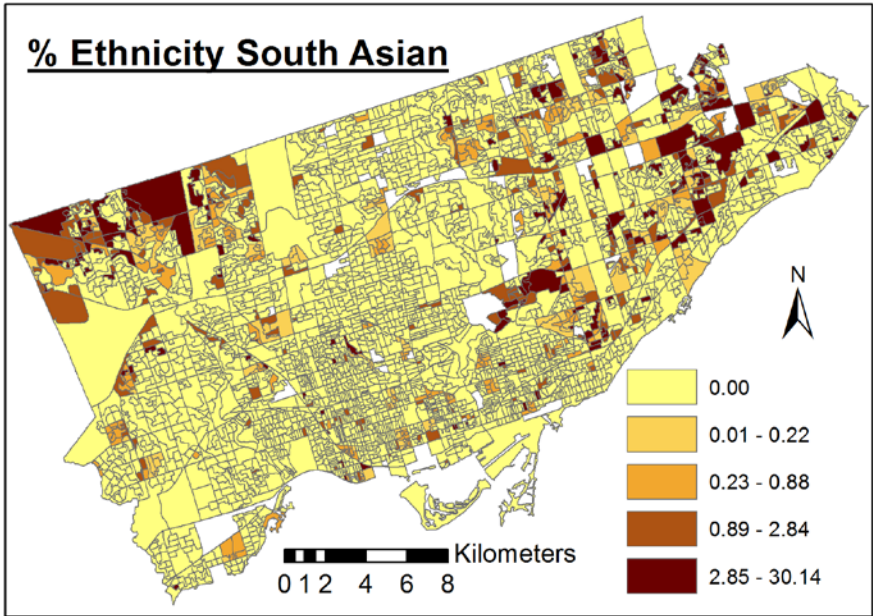 % Ethnicity South Asian
N
0.00
0.01 - 0.22
0.23 - 0.88
0.89 - 2.84
2.85 - 30.14
Kilometers
0 1 2 4 6 8